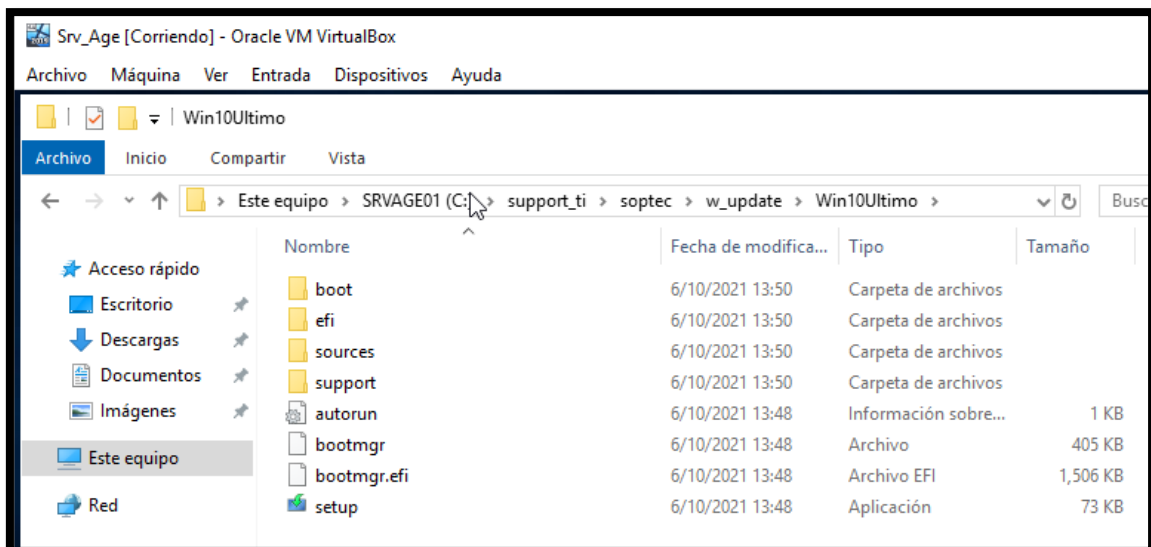 Srv_Age [Corriendo] - Oracle VM VirtualBox
Archivo Máquina Ver Entrada Dispositivos Ayuda
Win10Ultimo
Archivo Inicio Compartir Vista
Este equipo > SRVAGE01 (C:) > support_ti > soptec > w_update > Win10Ultimo > Busc
Nombre Fecha de modifica... Tipo Tamaño
Acceso rápido
Escritorio
Descargas
Documentos
Imágenes
Este equipo
Red
boot 6/10/2021 13:50 Carpeta de archivos
efi 6/10/2021 13:50 Carpeta de archivos
sources 6/10/2021 13:50 Carpeta de archivos
support 6/10/2021 13:50 Carpeta de archivos
autorun 6/10/2021 13:48 Información sobre... 1 KB
bootmgr 6/10/2021 13:48 Archivo 405 KB
bootmgr.efi 6/10/2021 13:48 Archivo EFI 1,506 KB
setup 6/10/2021 13:48 Aplicación 73 KB